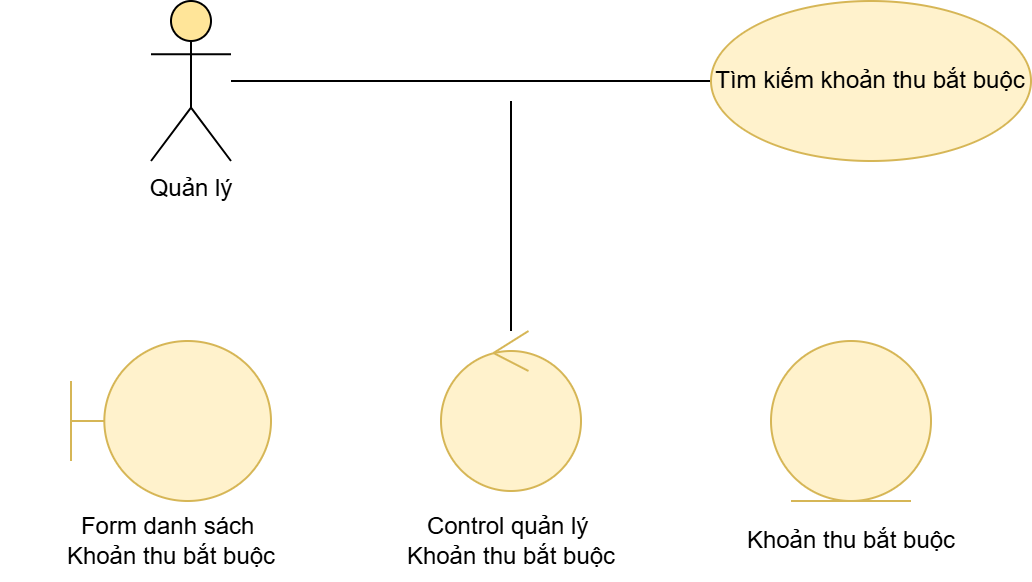 Tìm kiếm khoản thu bắt buộc
Quản lý
Form danh sách
Khoản thu bắt buộc
Control quản lý
Khoản thu bắt buộc
Khoản thu bắt buộc